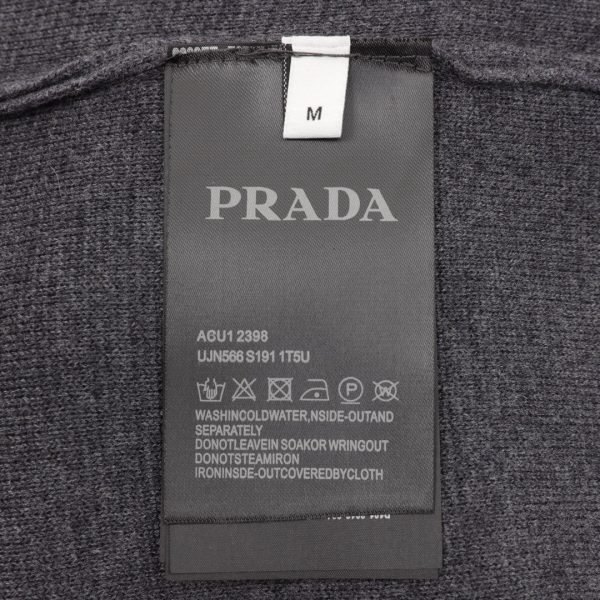 M
PRADA
AGU1 2398
UJN566 S191 1T5U
P
WASHINCOLDWATER,NSIDE-OUTAND
SEPARATELY
DONOTLEAVEIN SOAKOR WRINGOUT
DONOTSTEAMIRON
IRONINSDE-OUTCOVEREDBYCLOTH